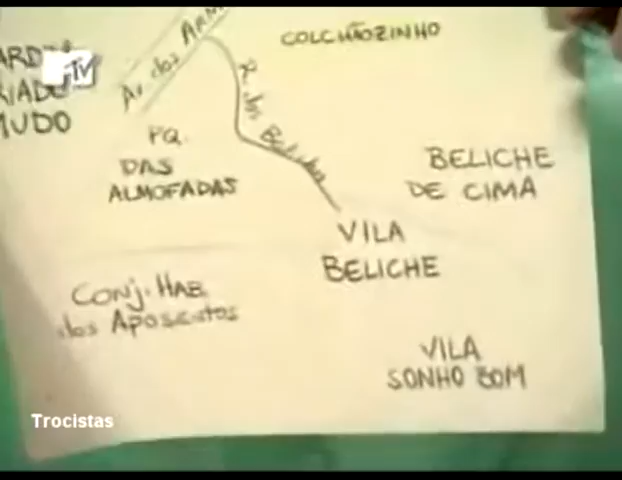 MTV
COLCHÃOZINHO
Av. dos
R. dos Beliches
MUDO
PQ.
DAS
ALMOFADAS
BELICHE
DE CIMA
VILA
BELICHE
CONJ. HAB.
dos Aposentos
VILA
SONHO BOM
Trocistas